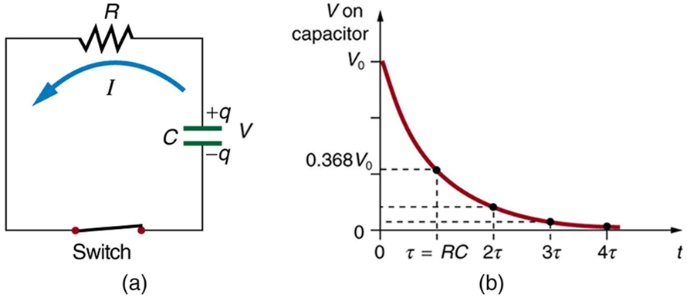 R
I
+q
C
V
–q
Switch
(a)
V on
capacitor
V₀
0.368V₀
0
0 τ = RC 2τ 3τ 4τ t
(b)